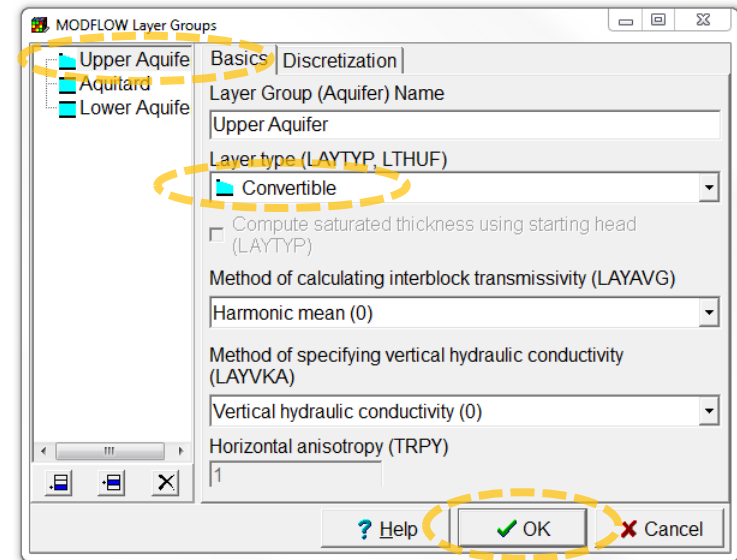 MODFLOW Layer Groups
Upper Aquife
Aquitard
Lower Aquife
Basics Discretization
Layer Group (Aquifer) Name
Upper Aquifer
Layer type (LAYTYP, LTHUF)
Convertible
Compute saturated thickness using starting head
(LAYTYP)
Method of calculating interblock transmissivity (LAYAVG)
Harmonic mean (0)
Method of specifying vertical hydraulic conductivity
(LAYVKA)
Vertical hydraulic conductivity (0)
Horizontal anisotropy (TRPY)
1
? Help OK Cancel